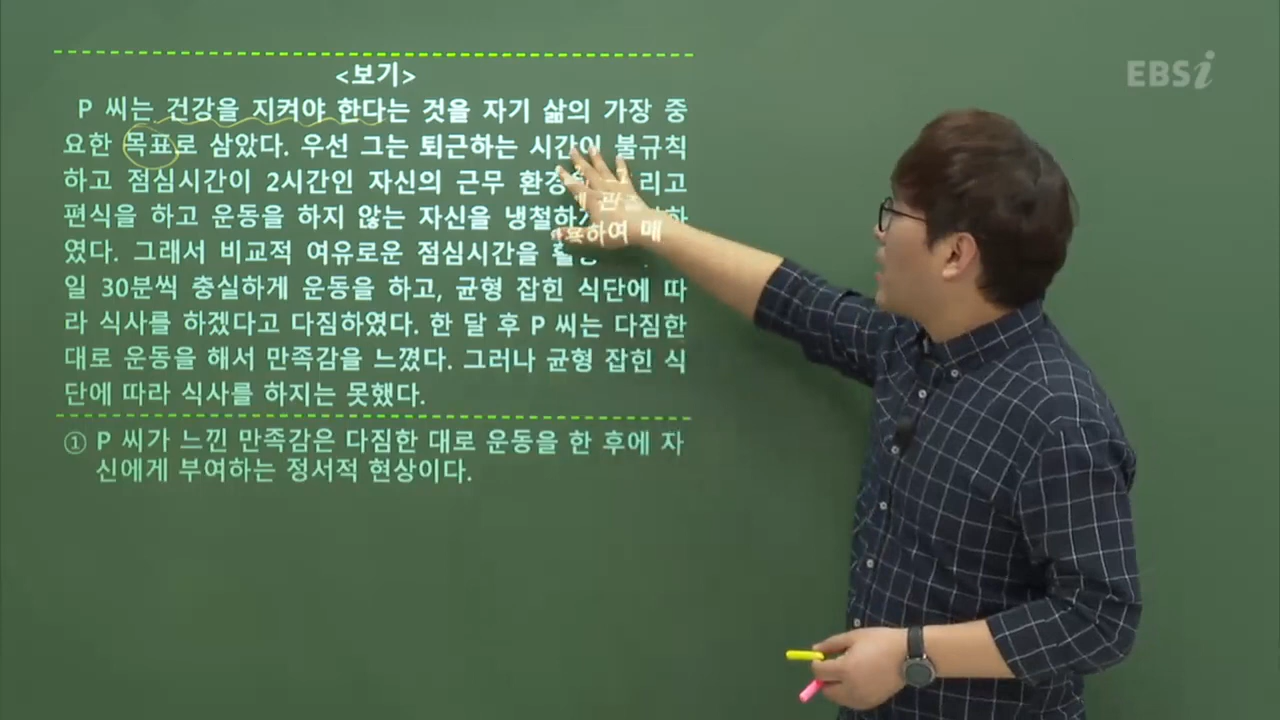 <보기>
P 씨는 건강을 지켜야 한다는 것을 자기 삶의 가장 중
요한 목표로 삼았다. 우선 그는 퇴근하는 시간이 불규칙
하고 점심시간이 2시간인 자신의 근무 리고
편식을 하고 운동을 하지 않는 자신을
였다. 그래서 비교적 여유로운 점심시간을 하여 매
일 30분씩 충실하게 운동을 하고, 균형 잡힌 식단에 따
라 식사를 하겠다고 다짐하였다. 한 달 후 P 씨는 다짐한
대로 운동을 해서 만족감을 느꼈다. 그러나 균형 잡힌 식
단에 따라 식사를 하지는 못했다.
① P 씨가 느낀 만족감은 다짐한 대로 운동을 한 후에 자
신에게 부여하는 정서적 현상이다.
EBSi